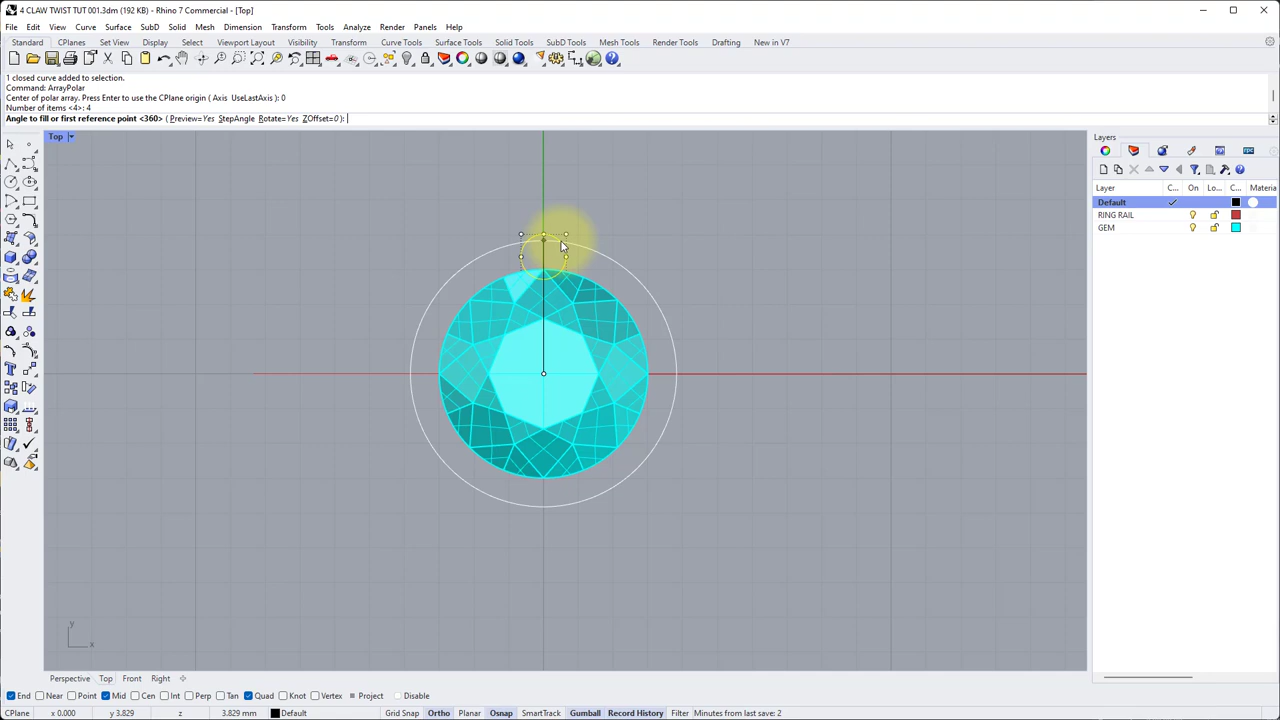 4 CLAW TWIST TUT 001.3dm (192 KB) - Rhino 7 Commercial - [Top]
File Edit View Curve Surface SubD Solid Mesh Dimension Transform Tools Analyze Render Panels Help
Standard CPlanes Set View Display Select Viewport Layout Visibility Transform Curve Tools Surface Tools Solid Tools SubD Tools Mesh Tools Render Tools Drafting New in V7
1 closed curve added to selection.
Command: ArrayPolar
Center of polar array. Press Enter to use the CPlane origin ( Axis UseLastAxis ): 0
Number of items <4>: 4
Angle to fill or first reference point <360> ( Preview=Yes StepAngle Rotate=Yes ZOffset=0 ):
Top
Layers
Layer C... On Lo... C... Materia
Default
RING RAIL
GEM
y
x
Perspective Top Front Right
End Near Point Mid Cen Int Perp Tan Quad Knot Vertex Project Disable
CPlane x 0.000 y 3.829 z 3.829 mm Default Grid Snap Ortho Planar Osnap SmartTrack Gumball Record History Filter Minutes from last save: 2